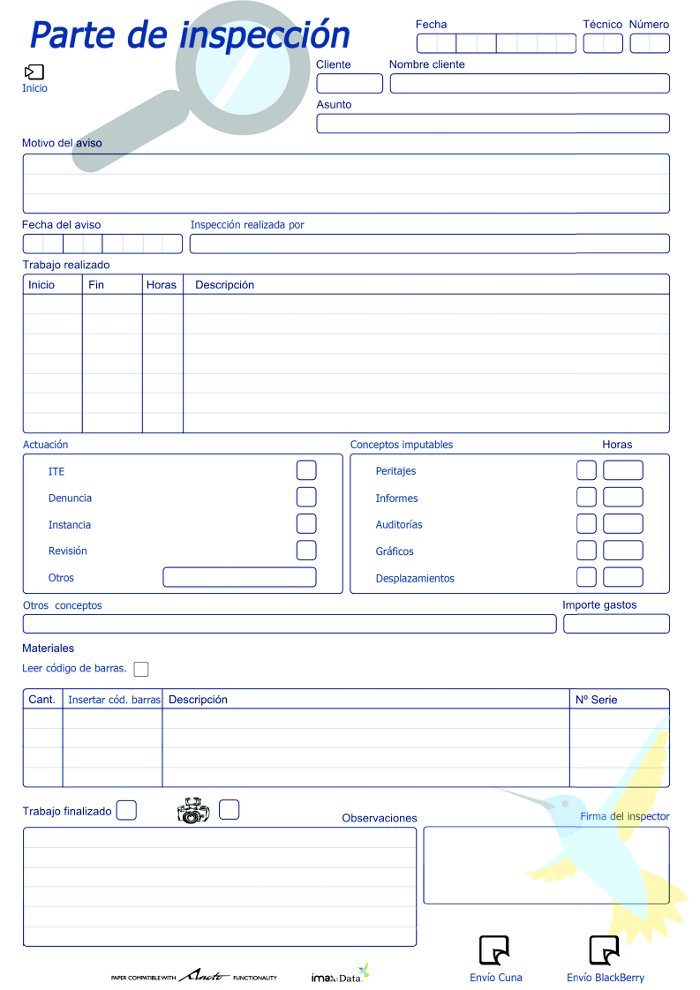 Parte de inspección
Fecha Técnico Número
Inicio
Cliente Nombre cliente
Asunto
Motivo del aviso
Fecha del aviso Inspección realizada por
Trabajo realizado
Inicio Fin Horas Descripción
Actuación Conceptos imputables Horas
ITE Peritajes
Denuncia Informes
Instancia Auditorías
Revisión Gráficos
Otros Desplazamientos
Otros conceptos Importe gastos
Materiales
Leer código de barras.
Cant. Insertar cód. barras Descripción Nº Serie
Trabajo finalizado
Observaciones Firma del inspector
Envío Cuna Envío BlackBerry
PAPER COMPATIBLE WITH Anoto FUNCTIONALITY imax:Data